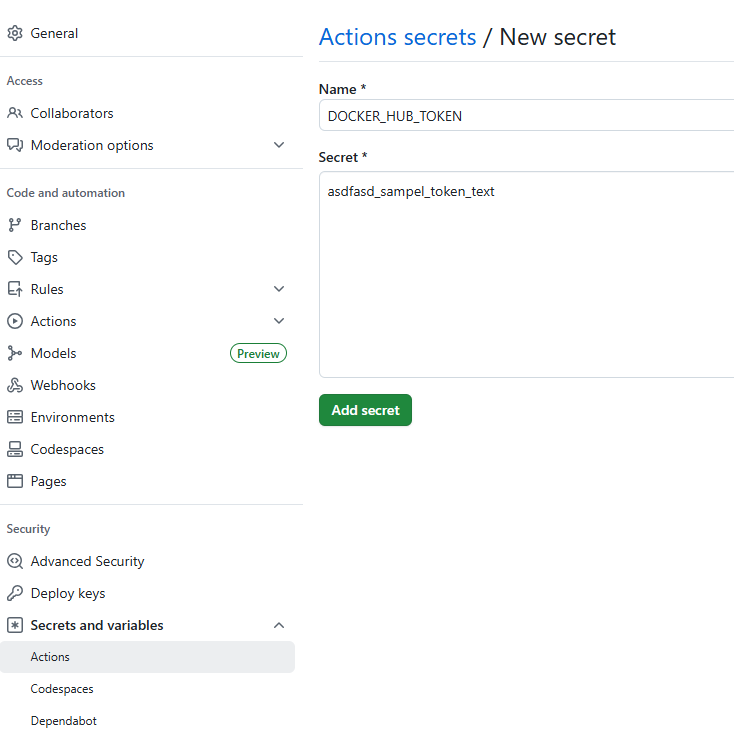 General
Access
Collaborators
Moderation options
Code and automation
Branches
Tags
Rules
Actions
Models Preview
Webhooks
Environments
Codespaces
Pages
Security
Advanced Security
Deploy keys
Secrets and variables
Actions
Codespaces
Dependabot
Actions secrets / New secret
Name *
DOCKER_HUB_TOKEN
Secret *
asdfasd_sampel_token_text
Add secret